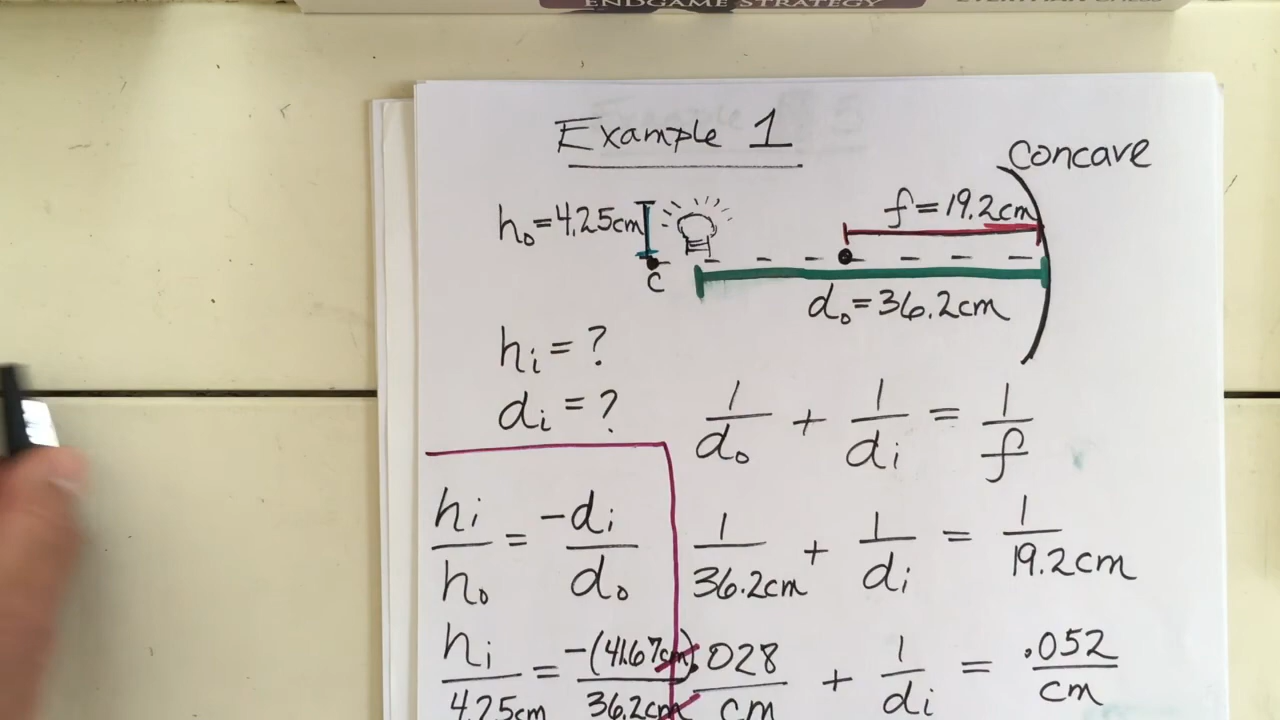 ENDGAME STRATEGY
Example 1
Concave
h₀=4.25cm
f=19.2cm
C
d₀=36.2cm
hᵢ=?
dᵢ=?
1/d₀ + 1/dᵢ = 1/f
hᵢ/h₀ = -dᵢ/d₀
1/36.2cm + 1/dᵢ = 1/19.2cm
hᵢ/4.25cm = -(41.67cm)/36.2cm
.028/cm + 1/dᵢ = .052/cm